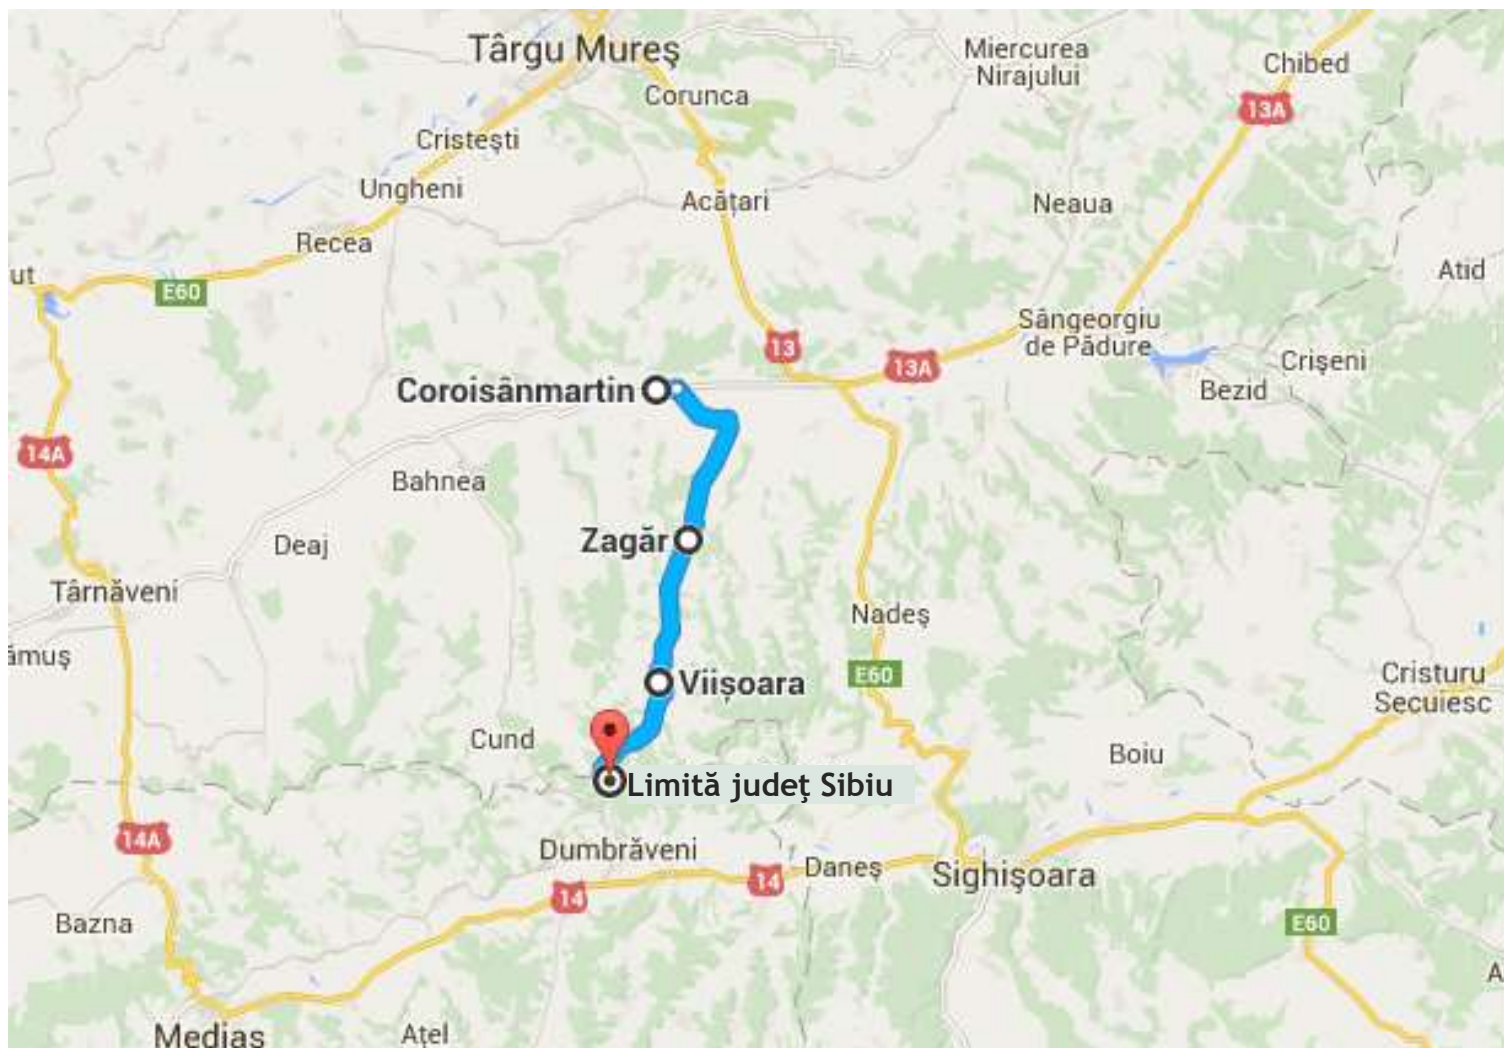 Târgu Mureş
Miercurea
Nirajului
Chibed
Corunca
13A
Cristeşti
Ungheni
Acăţari
Neaua
Recea
ut
E60
Atid
Sângeorgiu
de Pădure
13
13A
Crişeni
Coroisânmartin
Bezid
14A
Bahnea
Zagăr
Deaj
Târnăveni
Nadeş
ămuş
E60
Viişoara
Cristuru
Secuiesc
Cund
Boiu
Limită judeţ Sibiu
14A
Dumbrăveni
Daneş
14
Sighişoara
14
Bazna
E60
A
Mediaş
Aţel